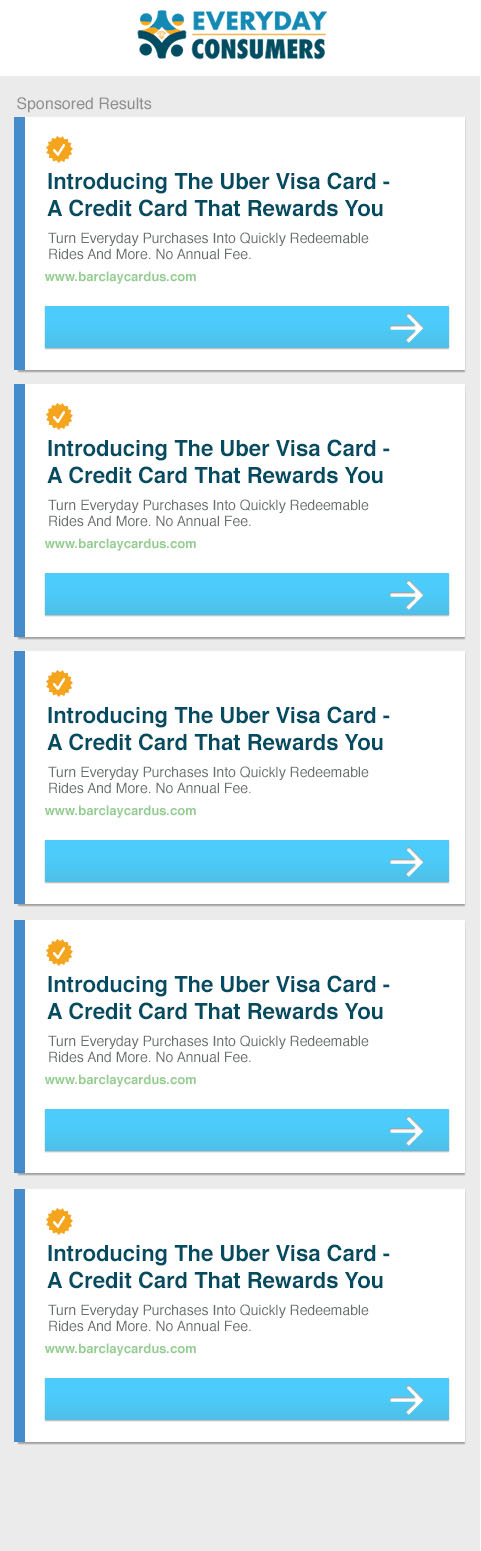 EVERYDAY
CONSUMERS
Sponsored Results
Introducing The Uber Visa Card -
A Credit Card That Rewards You
Turn Everyday Purchases Into Quickly Redeemable
Rides And More. No Annual Fee.
www.barclaycardus.com
Introducing The Uber Visa Card -
A Credit Card That Rewards You
Turn Everyday Purchases Into Quickly Redeemable
Rides And More. No Annual Fee.
www.barclaycardus.com
Introducing The Uber Visa Card -
A Credit Card That Rewards You
Turn Everyday Purchases Into Quickly Redeemable
Rides And More. No Annual Fee.
www.barclaycardus.com
Introducing The Uber Visa Card -
A Credit Card That Rewards You
Turn Everyday Purchases Into Quickly Redeemable
Rides And More. No Annual Fee.
www.barclaycardus.com
Introducing The Uber Visa Card -
A Credit Card That Rewards You
Turn Everyday Purchases Into Quickly Redeemable
Rides And More. No Annual Fee.
www.barclaycardus.com